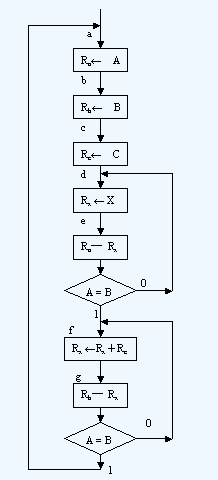 a
Rₐ← A
b
R_b← B
c
R_c← C
d
Rₓ←X
e
Rₐ— Rₓ
A = B
0
1
f
Rₓ←Rₓ+R_c
g
R_b— Rₓ
A = B
0
1